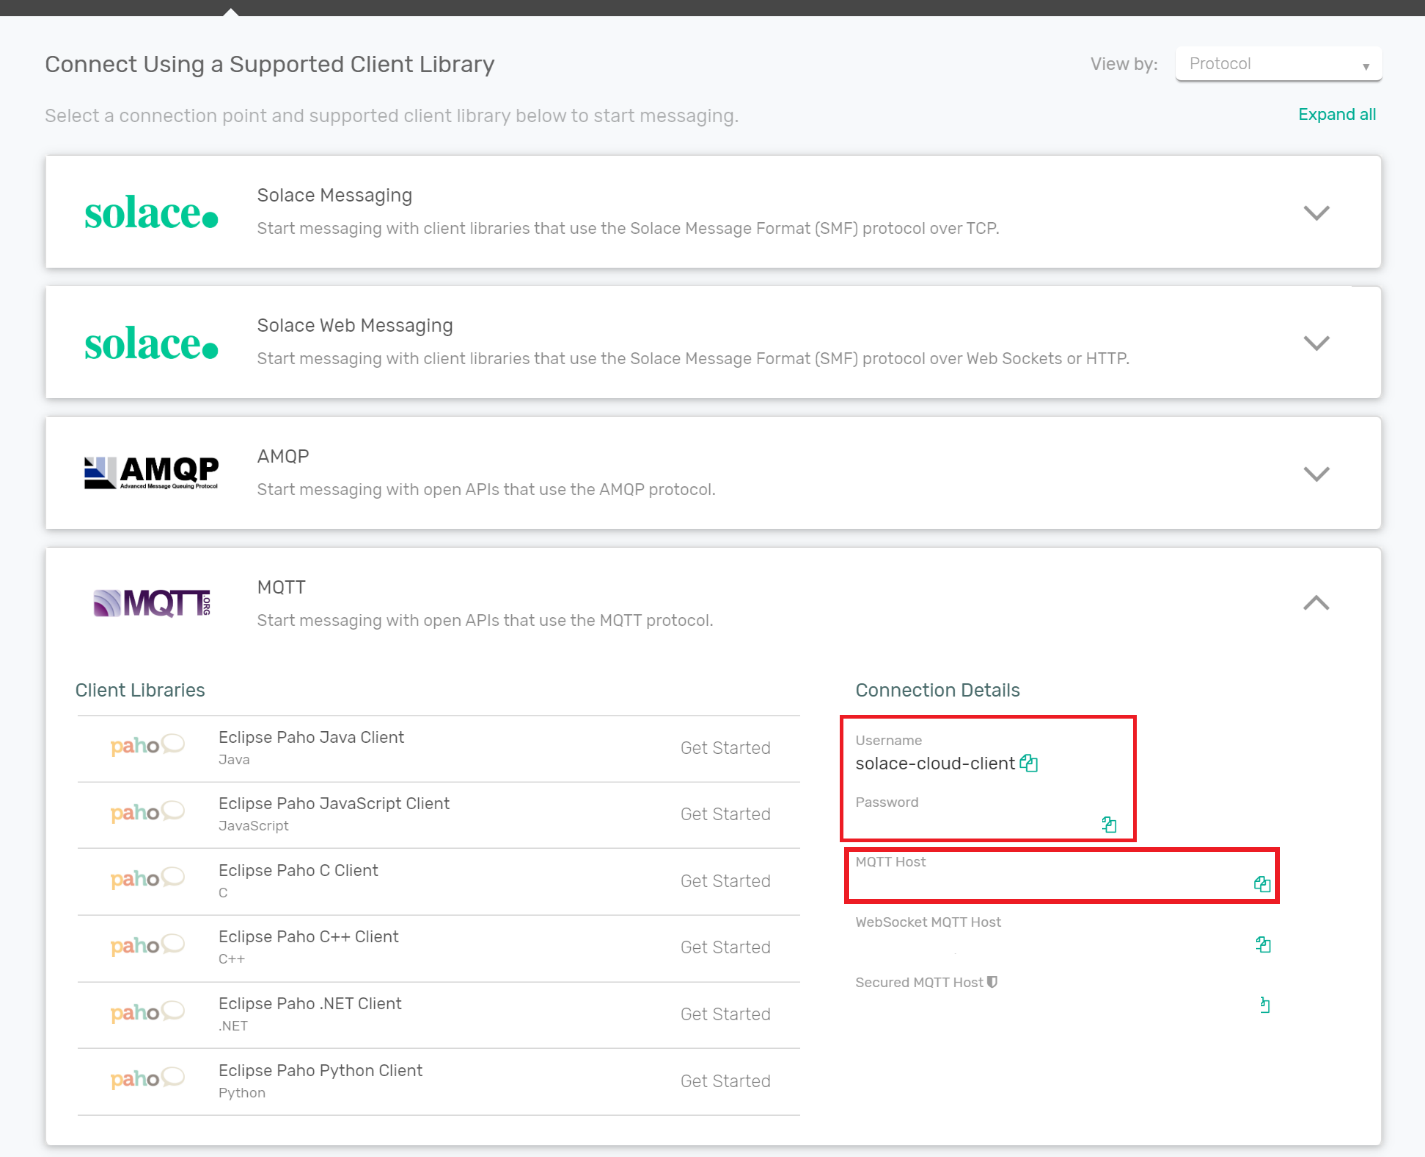 Connect Using a Supported Client Library
View by:
Protocol
Select a connection point and supported client library below to start messaging.
Expand all
solace.
Solace Messaging
Start messaging with client libraries that use the Solace Message Format (SMF) protocol over TCP.
solace.
Solace Web Messaging
Start messaging with client libraries that use the Solace Message Format (SMF) protocol over Web Sockets or HTTP.
AMQP
Advanced Message Queuing Protocol
AMQP
Start messaging with open APIs that use the AMQP protocol.
MQTT.ORG
MQTT
Start messaging with open APIs that use the MQTT protocol.
Client Libraries
paho
Eclipse Paho Java Client
Java
Get Started
paho
Eclipse Paho JavaScript Client
JavaScript
Get Started
paho
Eclipse Paho C Client
C
Get Started
paho
Eclipse Paho C++ Client
C++
Get Started
paho
Eclipse Paho .NET Client
.NET
Get Started
paho
Eclipse Paho Python Client
Python
Get Started
Connection Details
Username
solace-cloud-client
Password
MQTT Host
WebSocket MQTT Host
Secured MQTT Host